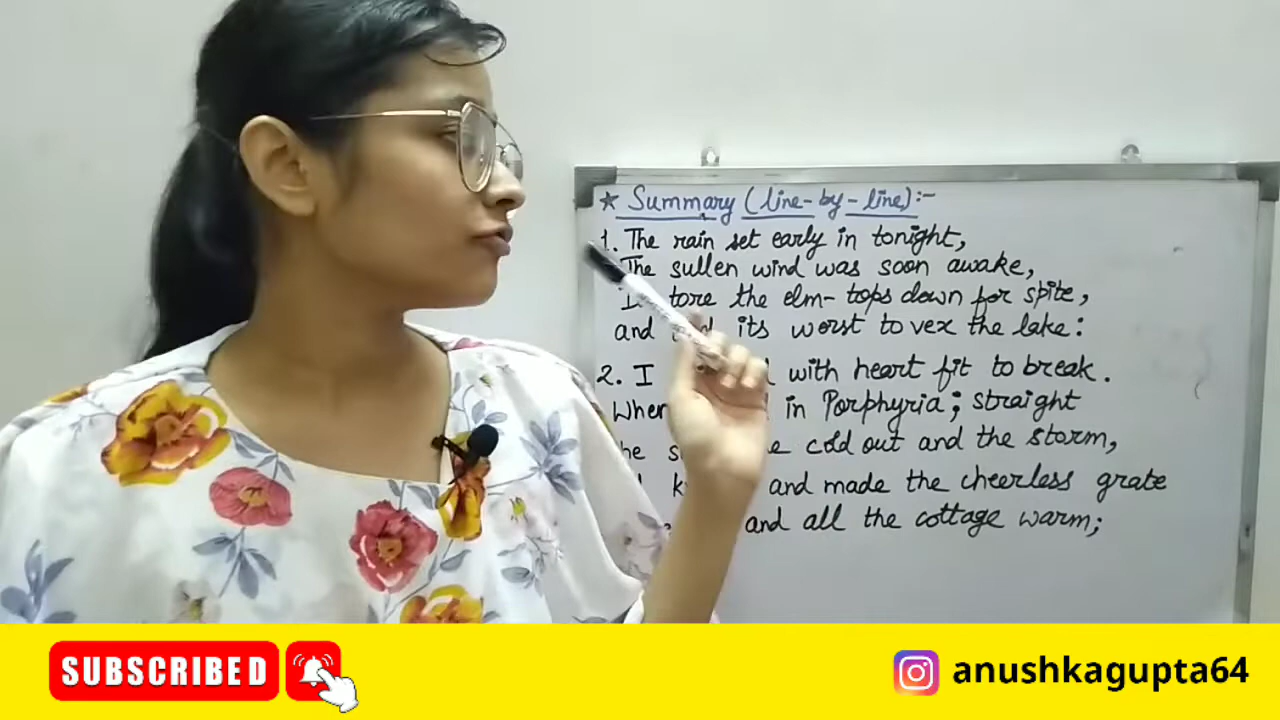 ★ Summary (line-by-line):-
1. The rain set early in tonight,
The sullen wind was soon awake,
tore the elm-tops down for spite,
and its worst to vex the lake:
2. I with heart fit to break.
When in Porphyria; straight
the cold out and the storm,
and made the cheerless grate
and all the cottage warm;
SUBSCRIBED
anushkagupta64